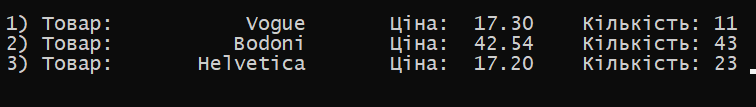 1) Товар: Vogue Ціна: 17.30 Кількість: 11
2) Товар: Bodoni Ціна: 42.54 Кількість: 43
3) Товар: Helvetica Ціна: 17.20 Кількість: 23